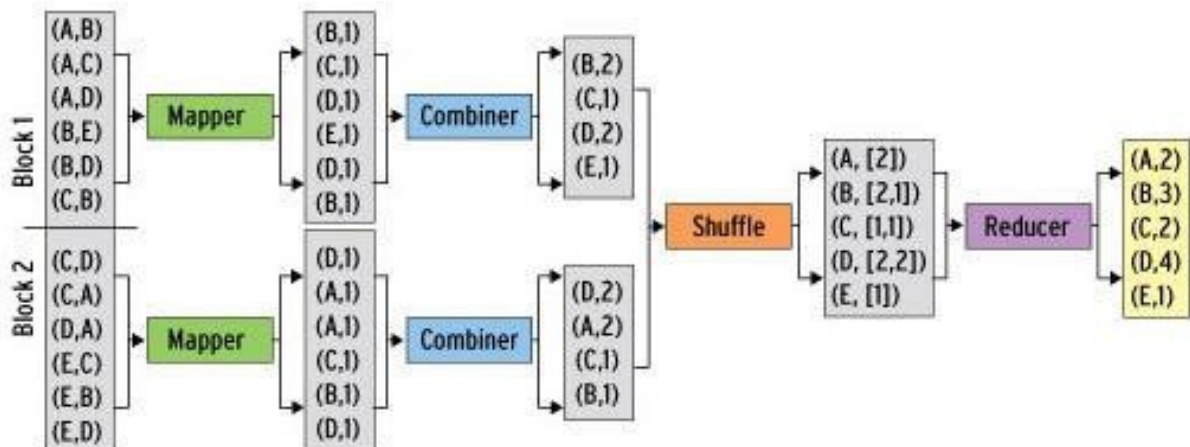 Block 1
(A,B)
(A,C)
(A,D)
(B,E)
(B,D)
(C,B)
Mapper
(B,1)
(C,1)
(D,1)
(E,1)
(D,1)
(B,1)
Combiner
(B,2)
(C,1)
(D,2)
(E,1)
Block 2
(C,D)
(C,A)
(D,A)
(E,C)
(E,B)
(E,D)
Mapper
(D,1)
(A,1)
(A,1)
(C,1)
(B,1)
(D,1)
Combiner
(D,2)
(A,2)
(C,1)
(B,1)
Shuffle
(A, [2])
(B, [2,1])
(C, [1,1])
(D, [2,2])
(E, [1])
Reducer
(A,2)
(B,3)
(C,2)
(D,4)
(E,1)